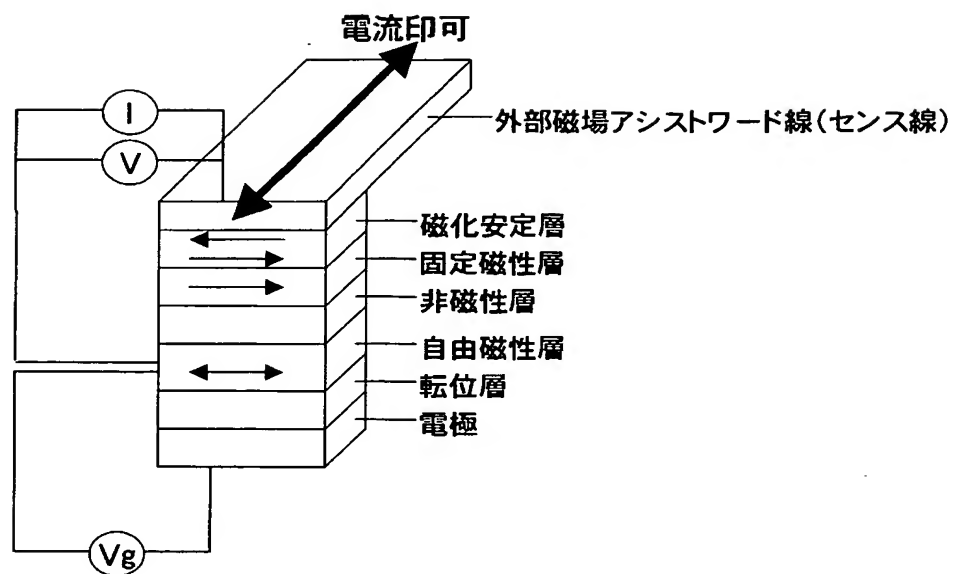 電流印可
I
V
外部磁場アシストワード線(センス線)
磁化安定層
固定磁性層
非磁性層
自由磁性層
転位層
電極
Vg